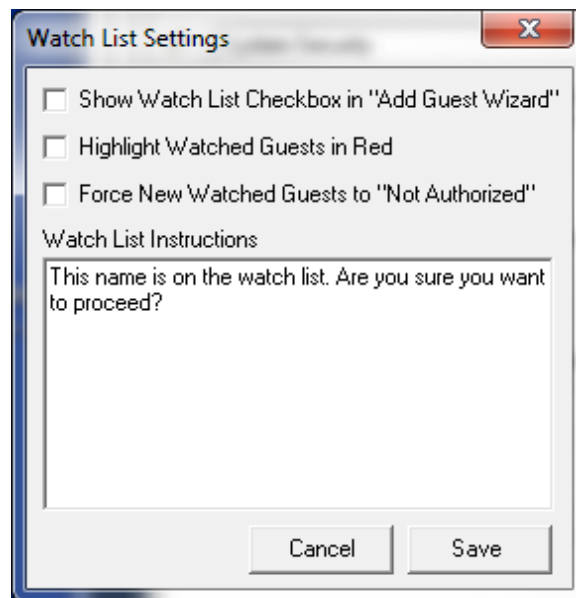 Watch List Settings
Show Watch List Checkbox in "Add Guest Wizard"
Highlight Watched Guests in Red
Force New Watched Guests to "Not Authorized"
Watch List Instructions
This name is on the watch list. Are you sure you want
to proceed?
Cancel
Save